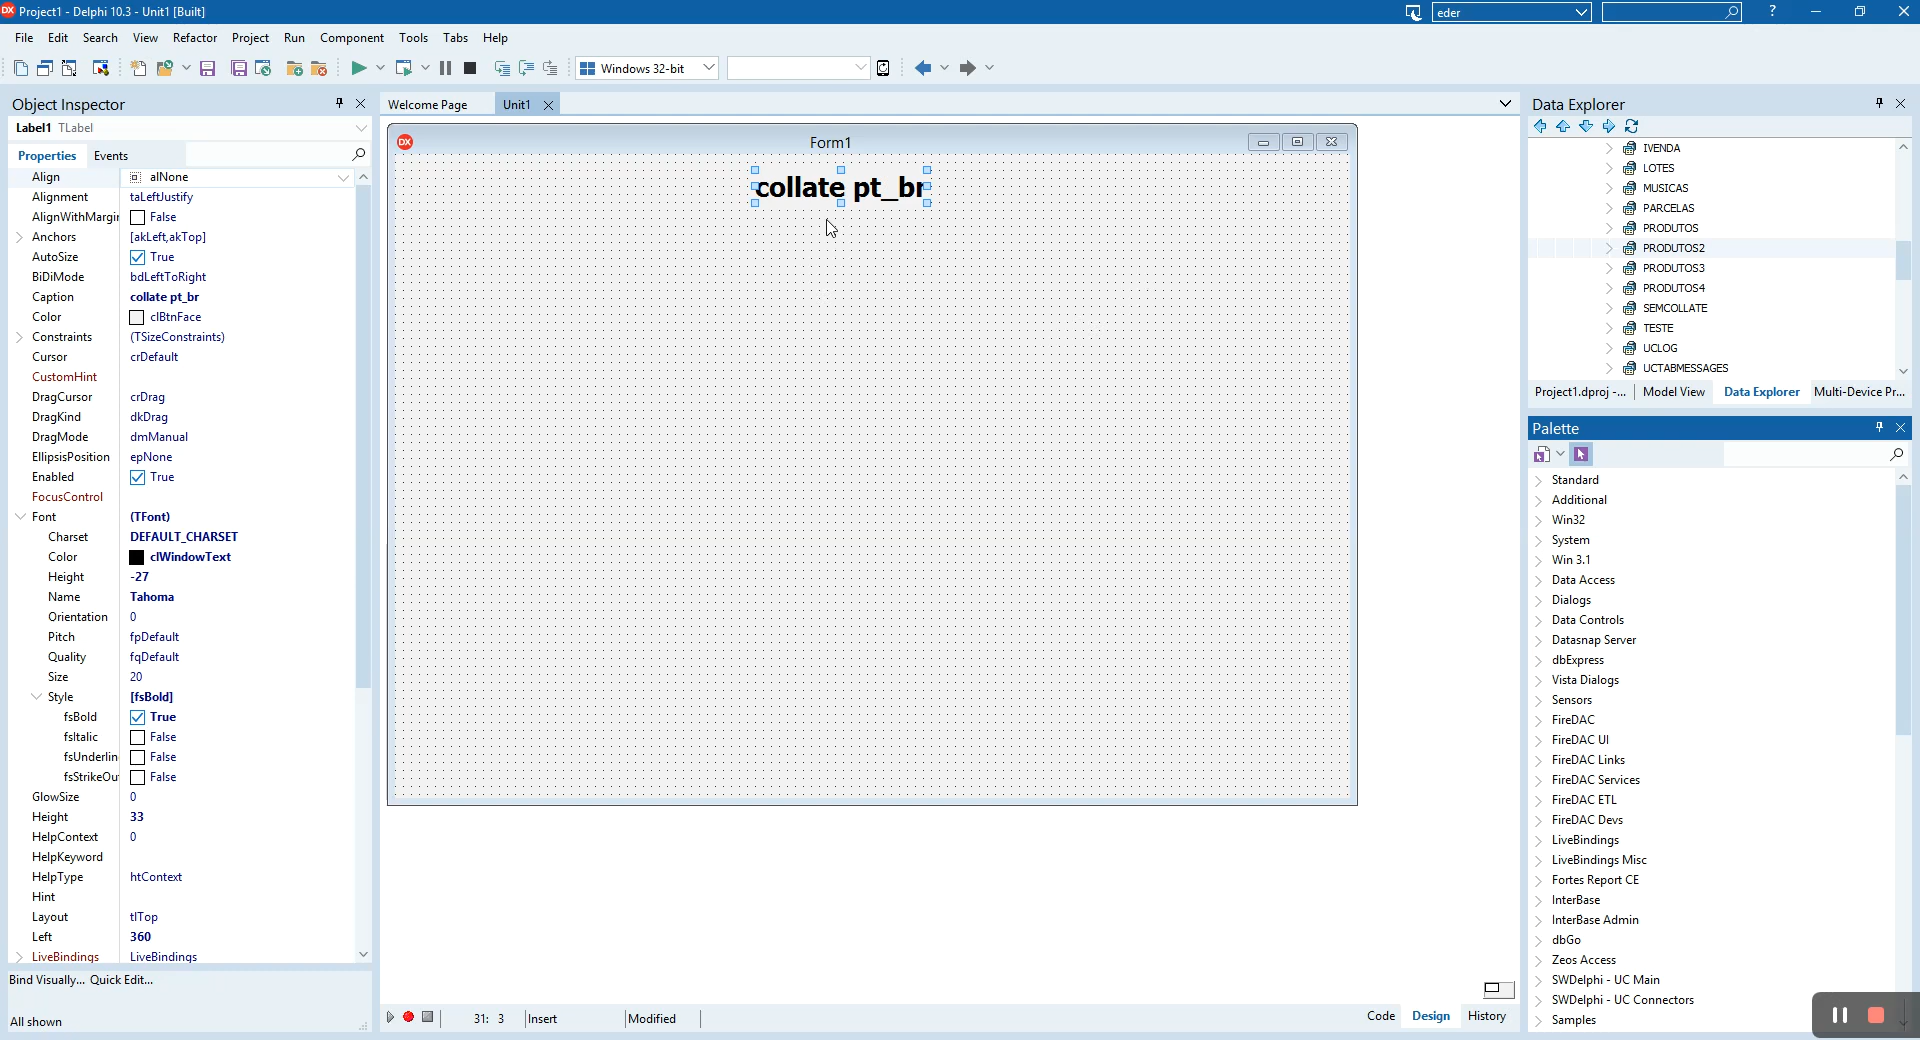 Project1 - Delphi 10.3 - Unit1 [Built]
eder
?
File Edit Search View Refactor Project Run Component Tools Tabs Help
Windows 32-bit
Object Inspector
Label1 TLabel
Properties Events
Align alNone
Alignment taLeftJustify
AlignWithMargi False
Anchors [akLeft,akTop]
AutoSize True
BiDiMode bdLeftToRight
Caption collate pt_br
Color clBtnFace
Constraints (TSizeConstraints)
Cursor crDefault
CustomHint
DragCursor crDrag
DragKind dkDrag
DragMode dmManual
EllipsisPosition epNone
Enabled True
FocusControl
Font (TFont)
Charset DEFAULT_CHARSET
Color clWindowText
Height -27
Name Tahoma
Orientation 0
Pitch fpDefault
Quality fqDefault
Size 20
Style [fsBold]
fsBold True
fsItalic False
fsUnderlin False
fsStrikeOu False
GlowSize 0
Height 33
HelpContext 0
HelpKeyword
HelpType htContext
Hint
Layout tlTop
Left 360
LiveBindings LiveBindings
Bind Visually... Quick Edit...
All shown
Welcome Page Unit1
DX Form1
collate pt_br
31: 3 Insert Modified
Code Design History
Data Explorer
IVENDA
LOTES
MUSICAS
PARCELAS
PRODUTOS
PRODUTOS2
PRODUTOS3
PRODUTOS4
SEMCOLLATE
TESTE
UCLOG
UCTABMESSAGES
Project1.dproj -... Model View Data Explorer Multi-Device Pr...
Palette
Standard
Additional
Win32
System
Win 3.1
Data Access
Dialogs
Data Controls
Datasnap Server
dbExpress
Vista Dialogs
Sensors
FireDAC
FireDAC UI
FireDAC Links
FireDAC Services
FireDAC ETL
FireDAC Devs
LiveBindings
LiveBindings Misc
Fortes Report CE
InterBase
InterBase Admin
dbGo
Zeos Access
SWDelphi - UC Main
SWDelphi - UC Connectors
Samples